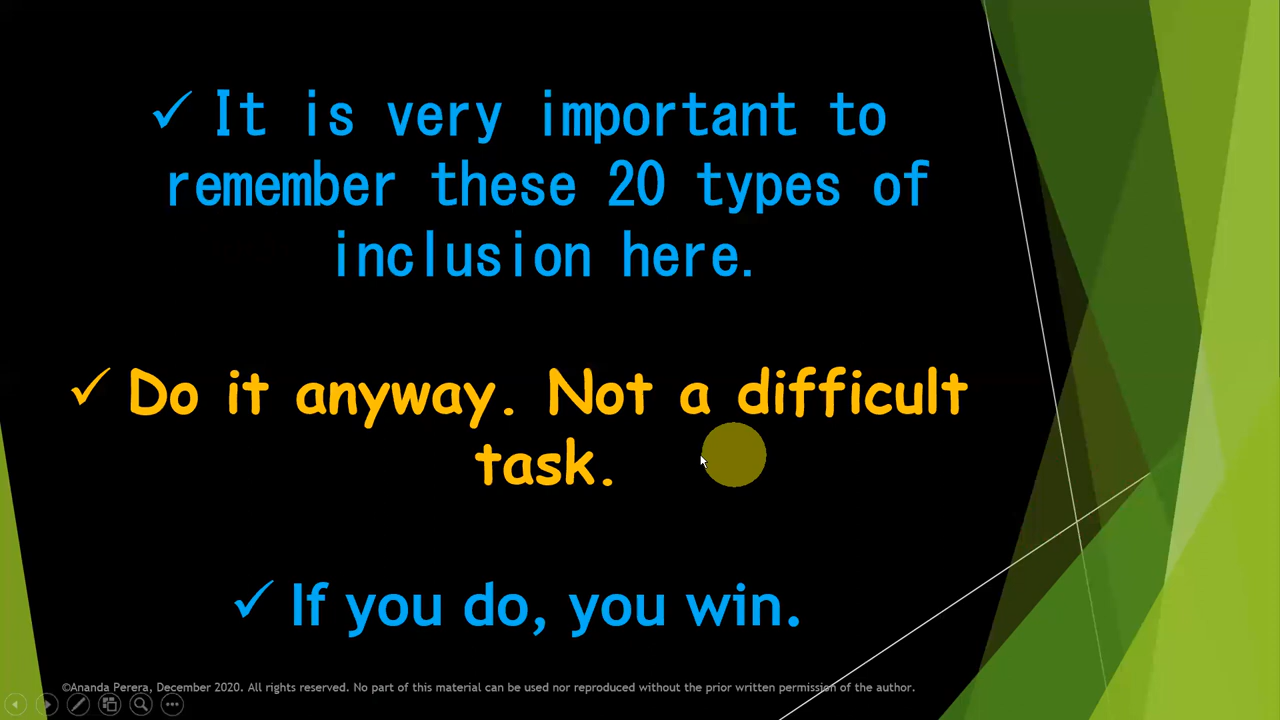 ✓ It is very important to
remember these 20 types of
inclusion here.
✓ Do it anyway. Not a difficult
task.
✓ If you do, you win.
©Ananda Perera, December 2020. All rights reserved. No part of this material can be used nor reproduced without the prior written permission of the author.